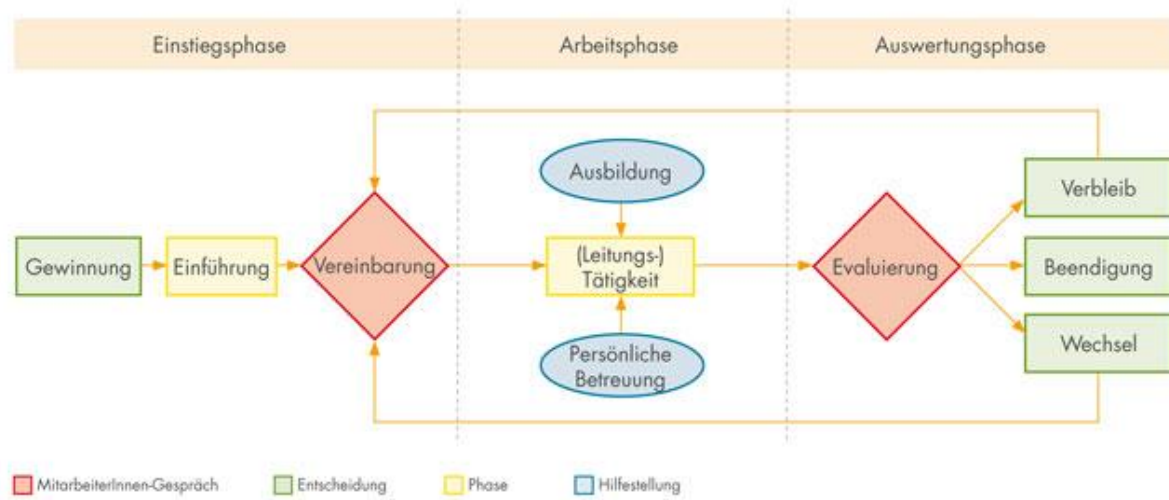 Einstiegsphase
Arbeitsphase
Auswertungsphase
Gewinnung
Einführung
Vereinbarung
Ausbildung
(Leitungs-)
Tätigkeit
Persönliche
Betreuung
Evaluierung
Verbleib
Beendigung
Wechsel
MitarbeiterInnen-Gespräch
Entscheidung
Phase
Hilfestellung